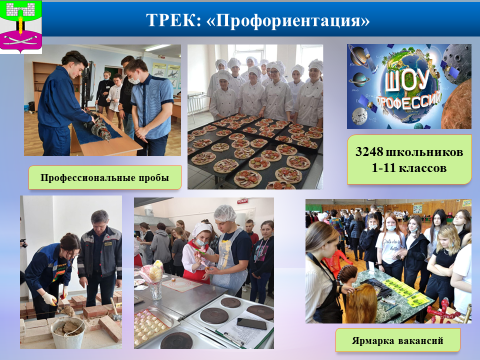 ТРЕК: «Профориентация»
ШОУ
ПРОФЕССИЙ
3248 школьников
1-11 классов
Профессиональные пробы
Ярмарка вакансий